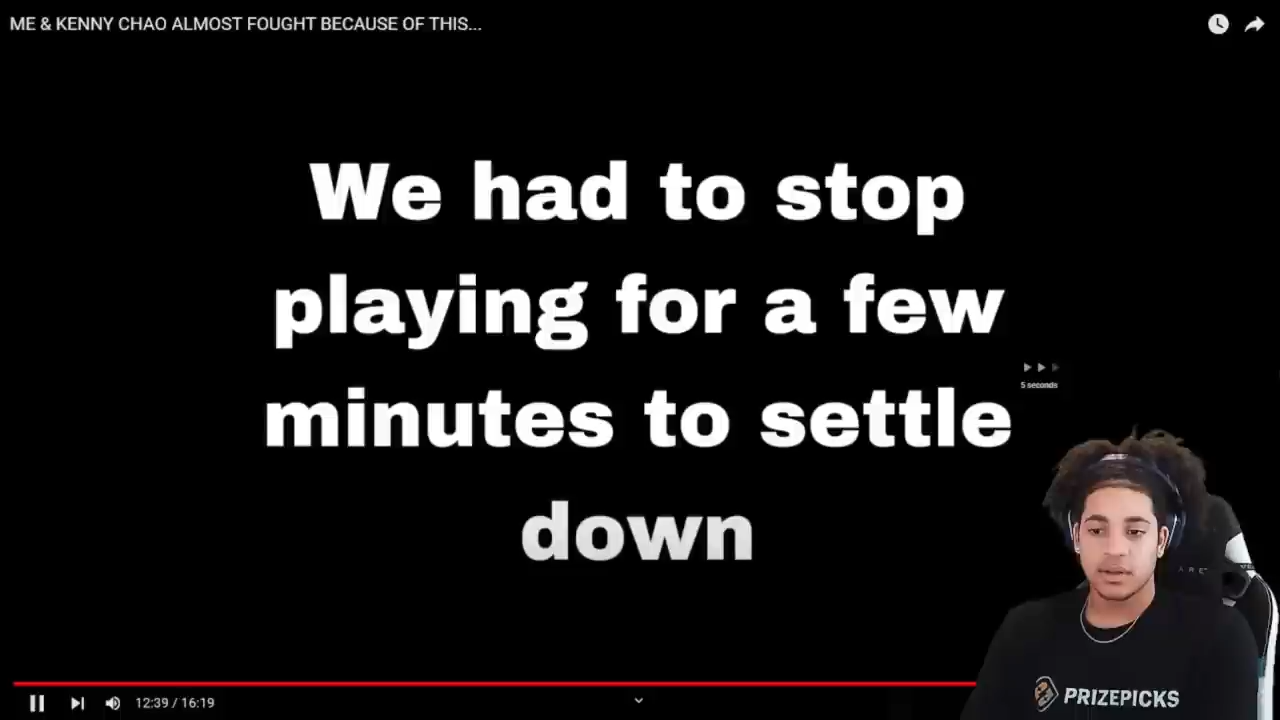 ME & KENNY CHAO ALMOST FOUGHT BECAUSE OF THIS...
We had to stop
playing for a few
minutes to settle
down
5 seconds
ARE
PRIZEPICKS
12:39 / 16:19